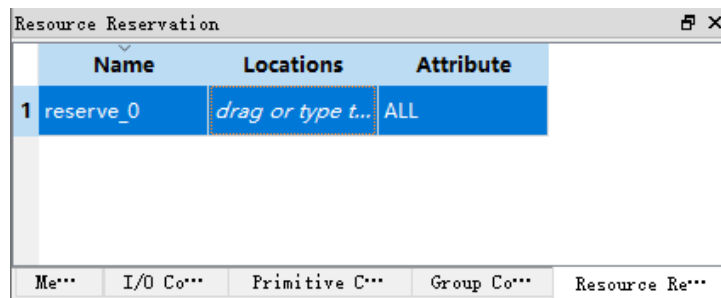 Resource Reservation
Name Locations Attribute
1 reserve_0 drag or type t... ALL
Me... I/O Co... Primitive C... Group Co... Resource Re...